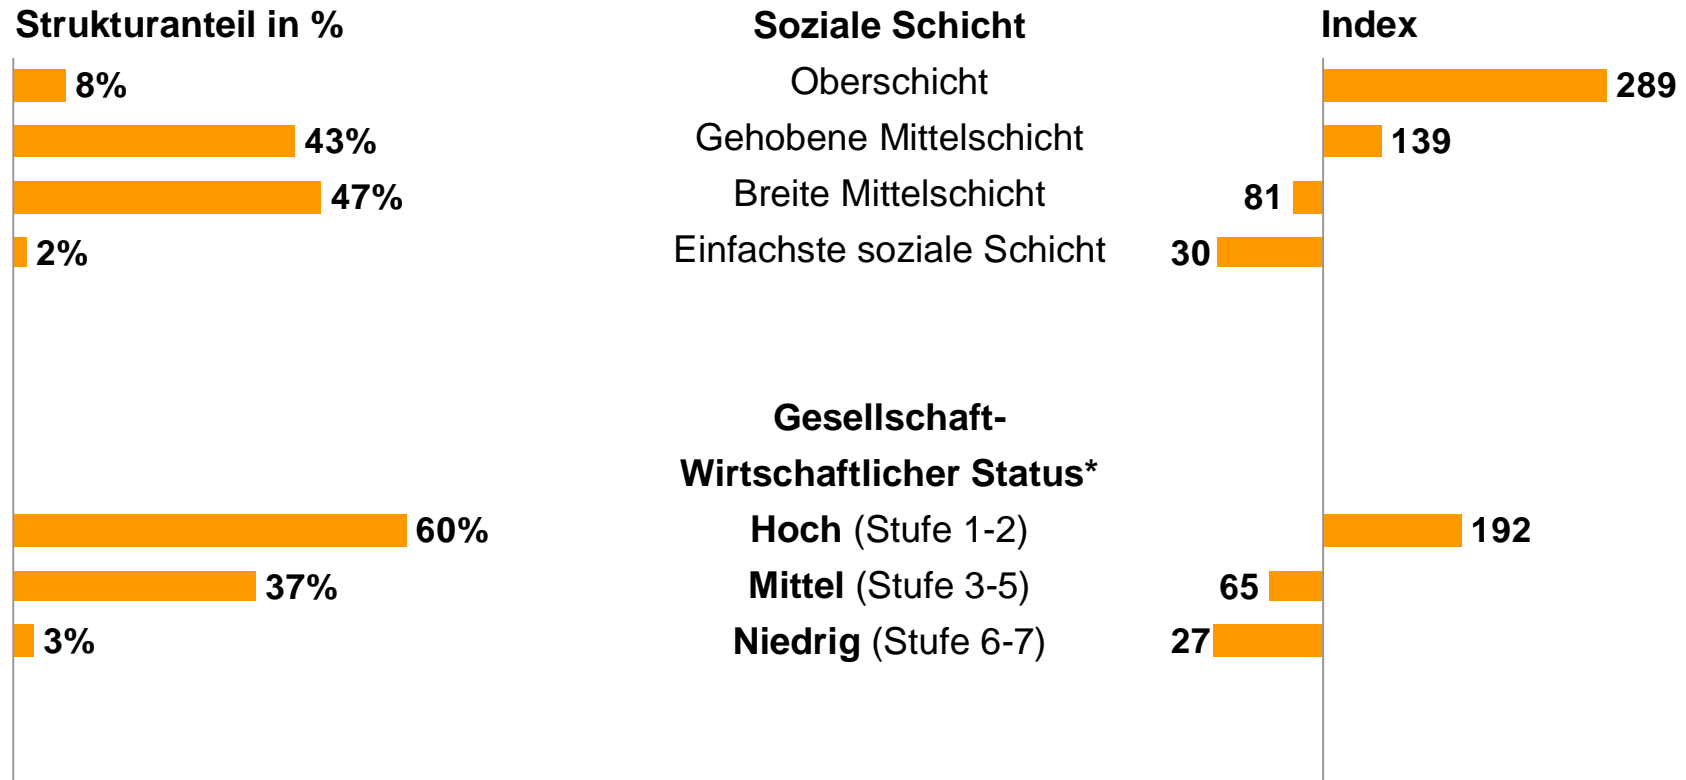 Strukturanteil in % Soziale Schicht Index
8% Oberschicht 289
43% Gehobene Mittelschicht 139
47% Breite Mittelschicht 81
2% Einfachste soziale Schicht 30
Gesellschaft-
Wirtschaftlicher Status*
60% Hoch (Stufe 1-2) 192
37% Mittel (Stufe 3-5) 65
3% Niedrig (Stufe 6-7) 27